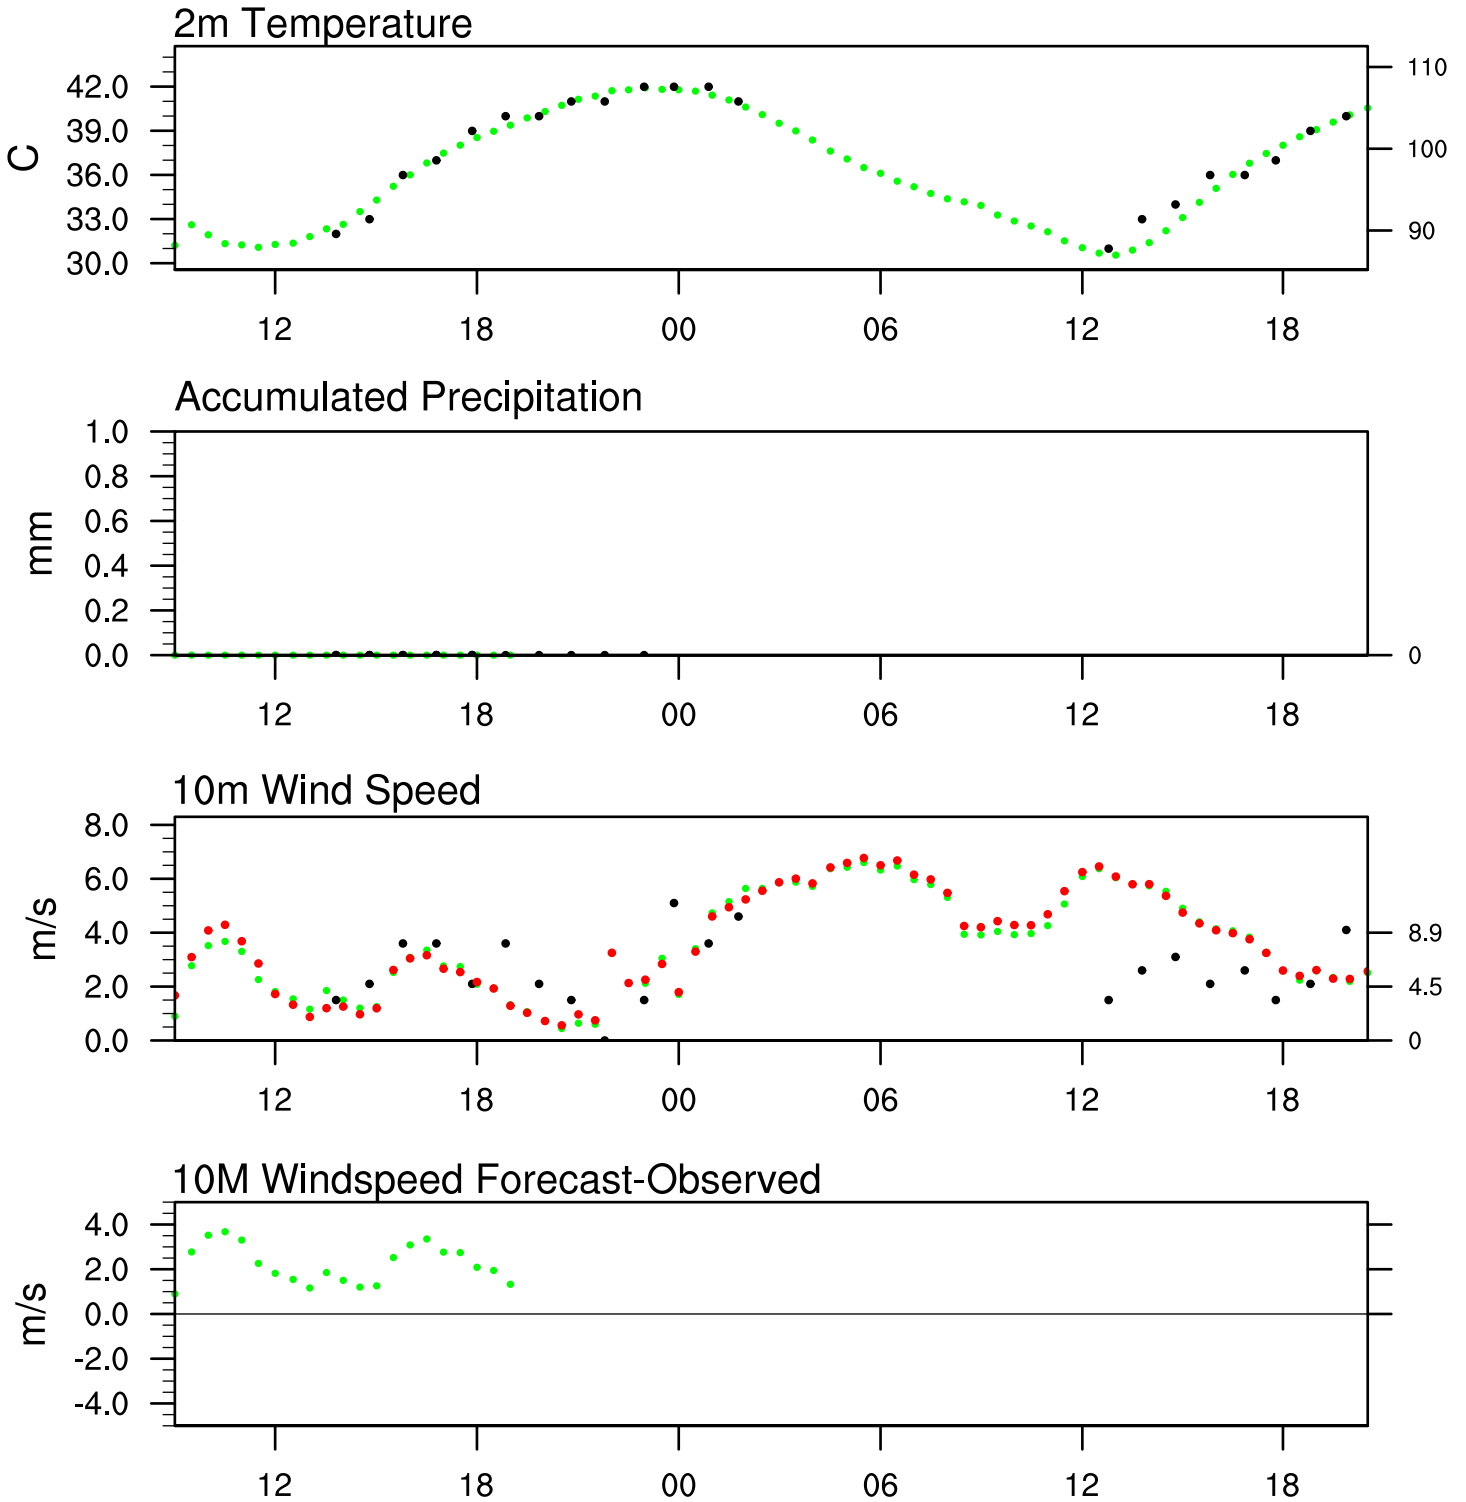 2m Temperature
42.0
39.0
36.0
33.0
30.0
C
110
100
90
12 18 00 06 12 18
Accumulated Precipitation
1.0
0.8
0.6
0.4
0.2
0.0
mm
0
12 18 00 06 12 18
10m Wind Speed
8.0
6.0
4.0
2.0
0.0
m/s
8.9
4.5
0
12 18 00 06 12 18
10M Windspeed Forecast-Observed
4.0
2.0
0.0
-2.0
-4.0
m/s
12 18 00 06 12 18